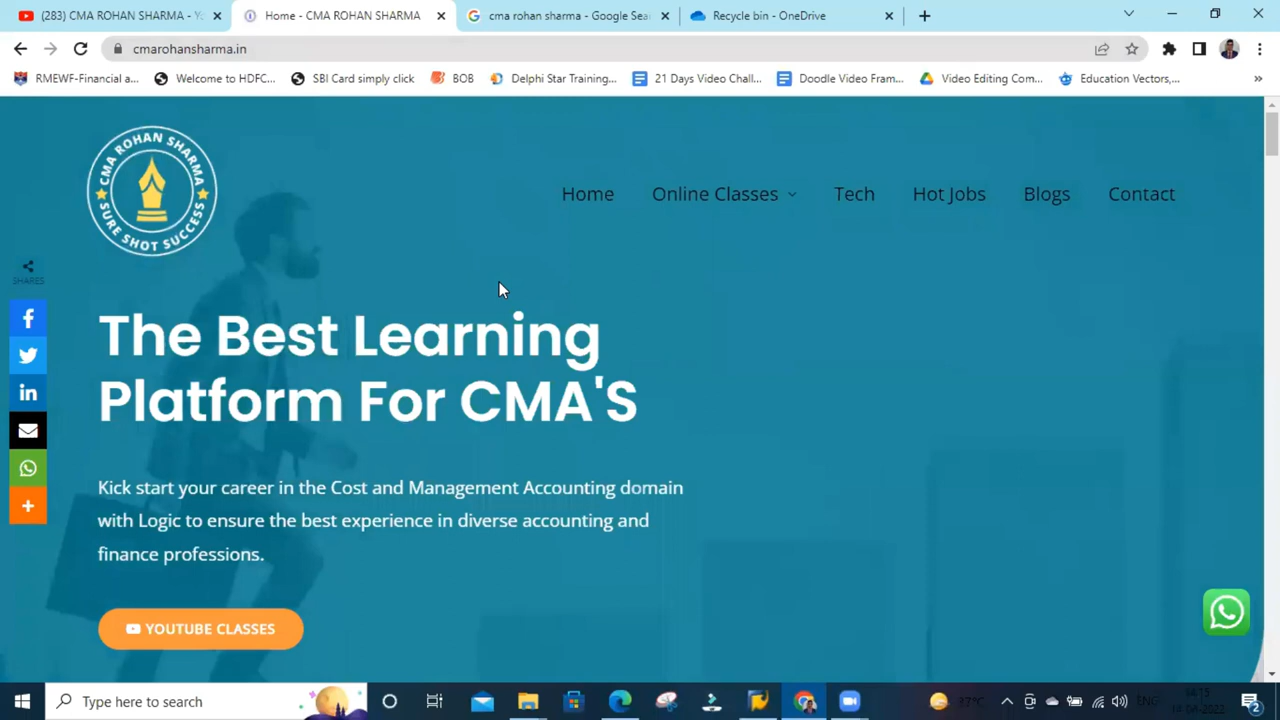 (283) CMA ROHAN SHARMA - Y
Home - CMA ROHAN SHARMA
cma rohan sharma - Google Sea
Recycle bin - OneDrive
cmarohansharma.in
RMEWF-Financial a...
Welcome to HDFC...
SBI Card simply click
BOB
Delphi Star Training...
21 Days Video Chall...
Doodle Video Fram...
Video Editing Com...
Education Vectors,...
CMA ROHAN SHARMA
SURE SHOT SUCCESS
Home
Online Classes
Tech
Hot Jobs
Blogs
Contact
SHARES
The Best Learning
Platform For CMA'S
Kick start your career in the Cost and Management Accounting domain
with Logic to ensure the best experience in diverse accounting and
finance professions.
YOUTUBE CLASSES
Type here to search
ENG
14:15
2